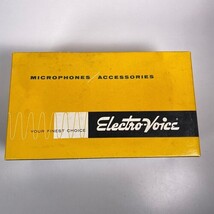 MICROPHONES ACCESSORIES
YOUR FINEST CHOICE
Electro-Voice